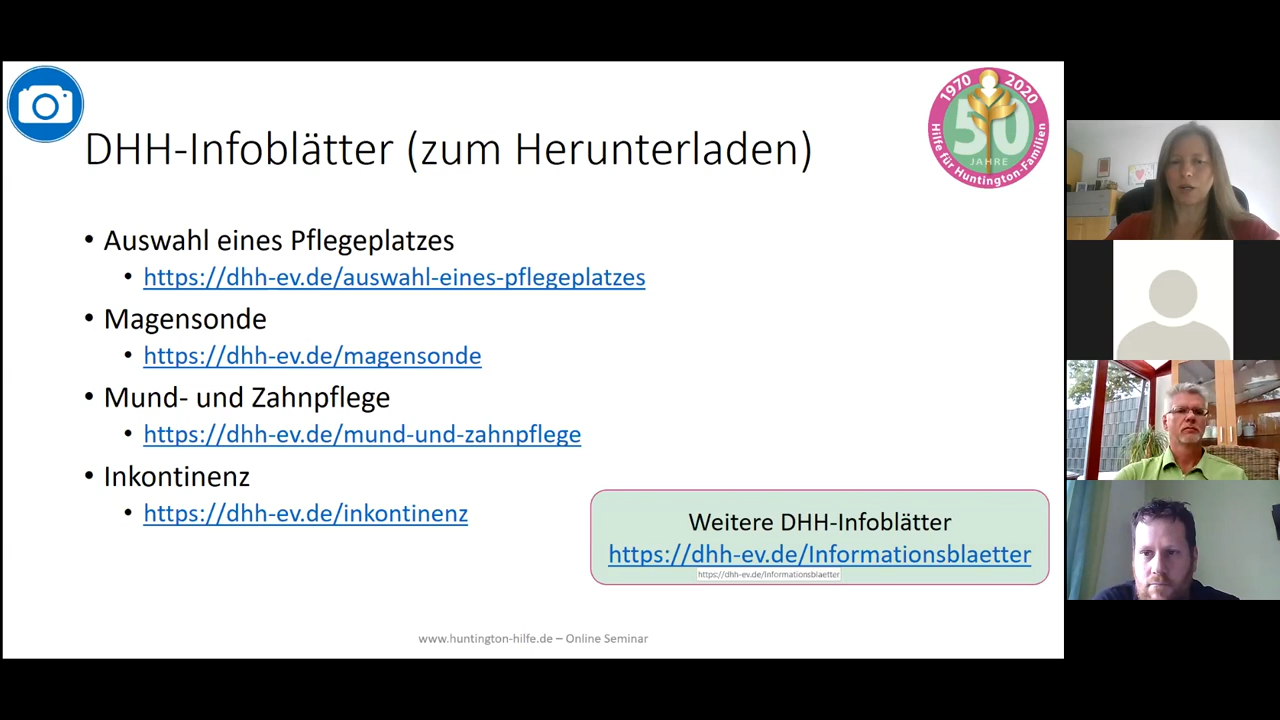 DHH-Infoblätter (zum Herunterladen)
1970 2020
50
JAHRE
Hilfe für Huntington-Familien
• Auswahl eines Pflegeplatzes
• https://dhh-ev.de/auswahl-eines-pflegeplatzes
• Magensonde
• https://dhh-ev.de/magensonde
• Mund- und Zahnpflege
• https://dhh-ev.de/mund-und-zahnpflege
• Inkontinenz
• https://dhh-ev.de/inkontinenz
Weitere DHH-Infoblätter
https://dhh-ev.de/Informationsblaetter
https://dhh-ev.de/Informationsblaetter
www.huntington-hilfe.de – Online Seminar